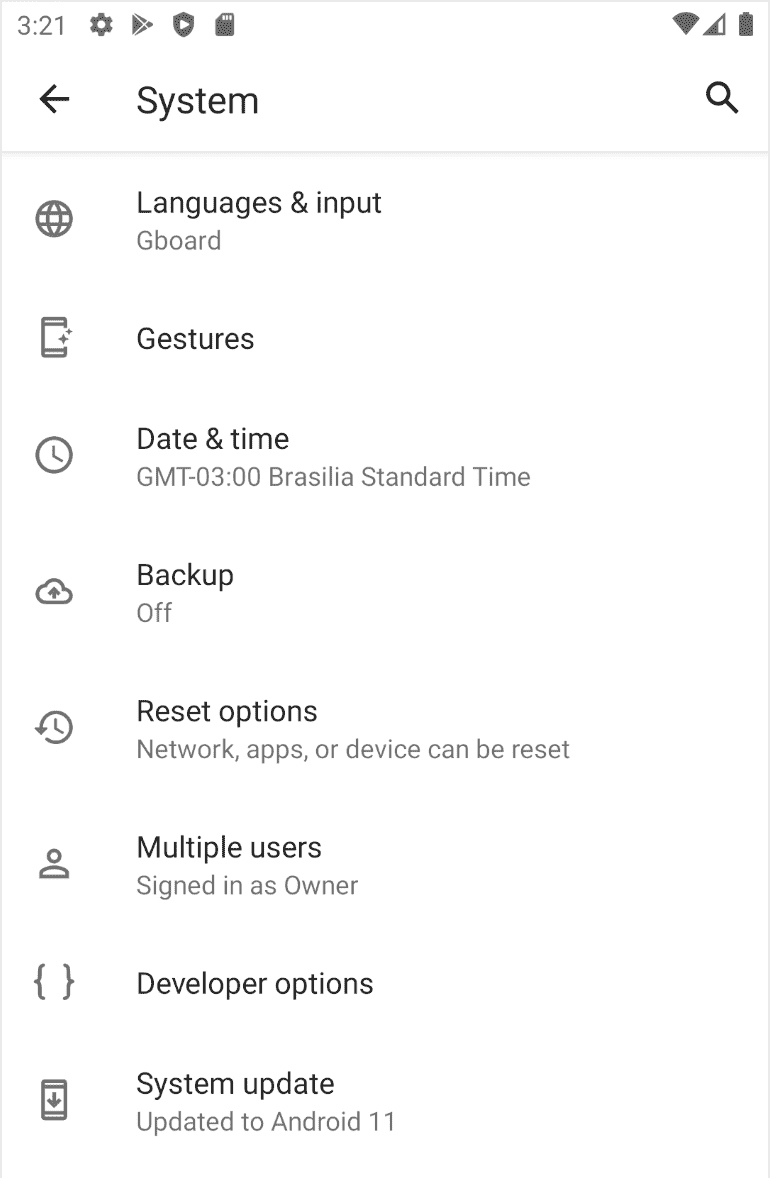 3:21
System
Languages & input
Gboard
Gestures
Date & time
GMT-03:00 Brasilia Standard Time
Backup
Off
Reset options
Network, apps, or device can be reset
Multiple users
Signed in as Owner
{ } Developer options
System update
Updated to Android 11